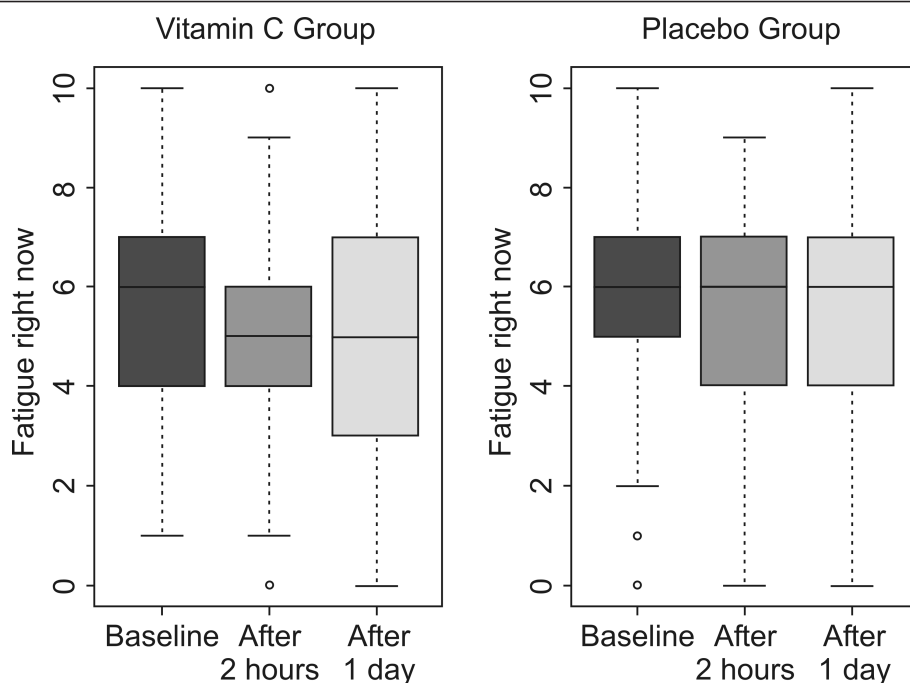 Vitamin C Group
Fatigue right now
10
8
6
4
2
0
Baseline After After
2 hours 1 day
Placebo Group
Fatigue right now
10
8
6
4
2
0
Baseline After After
2 hours 1 day